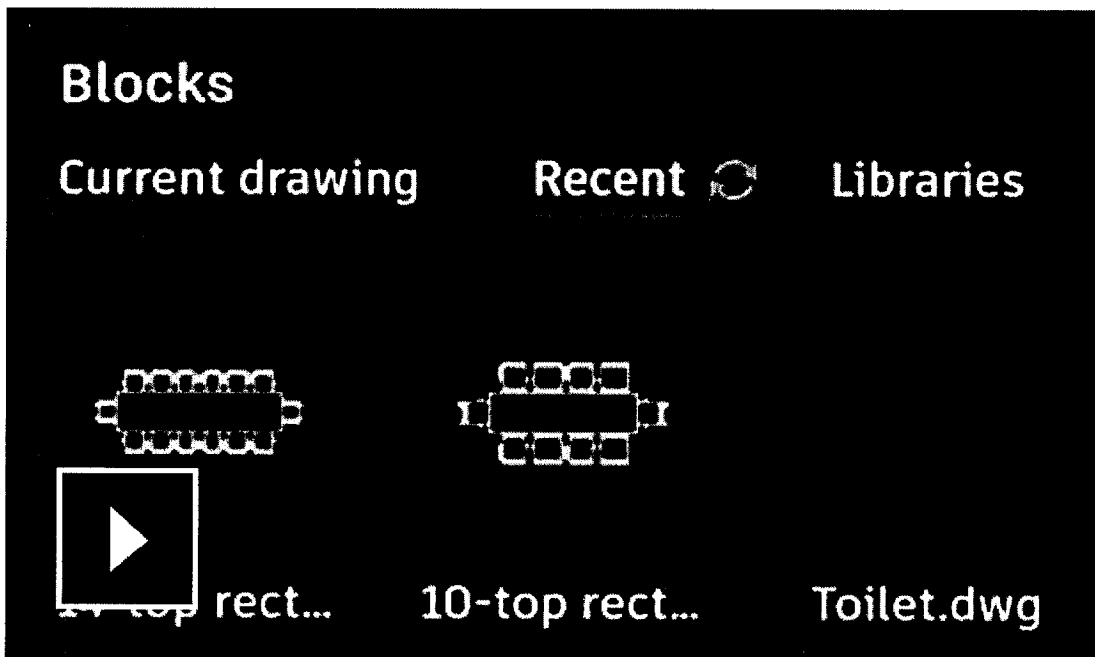 Blocks
Current drawing Recent Libraries
rect... 10-top rect... Toilet.dwg